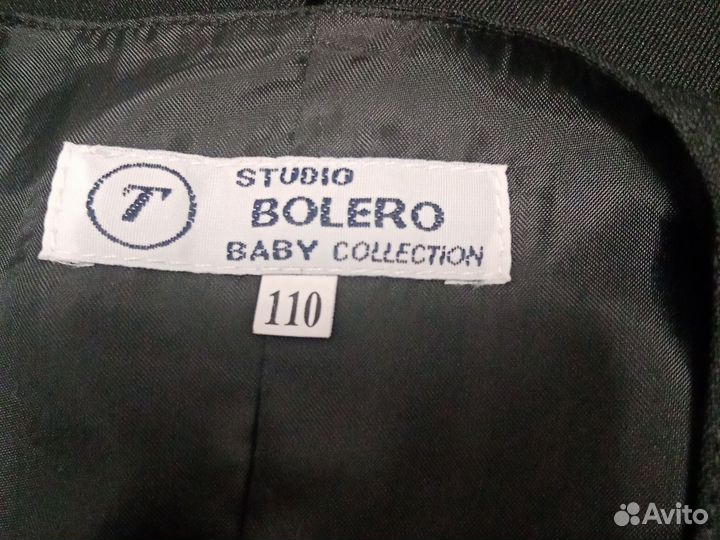 T
STUDIO
BOLERO
BABY COLLECTION
110
Avito